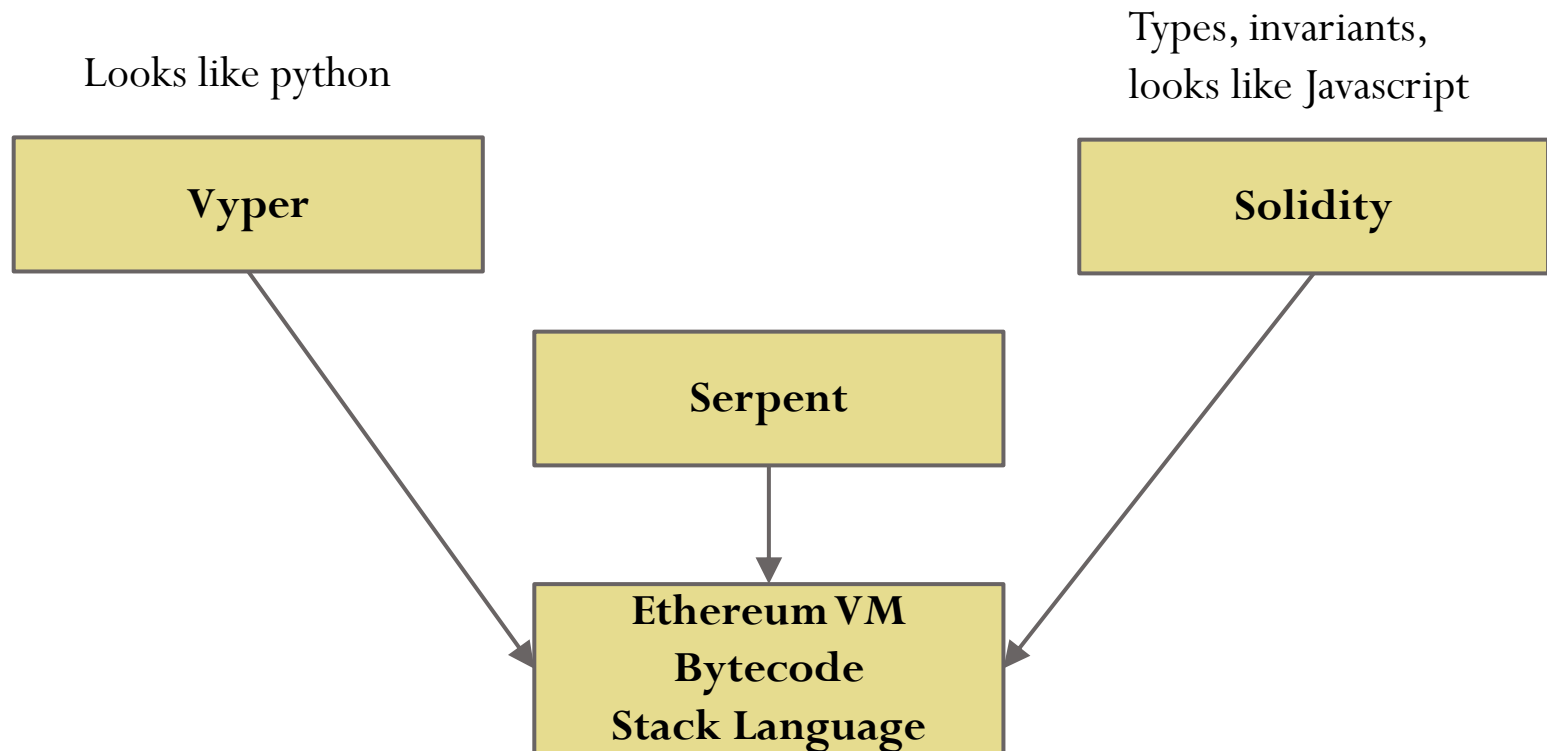 Looks like python
Types, invariants,
looks like Javascript
Vyper
Solidity
Serpent
Ethereum VM
Bytecode
Stack Language